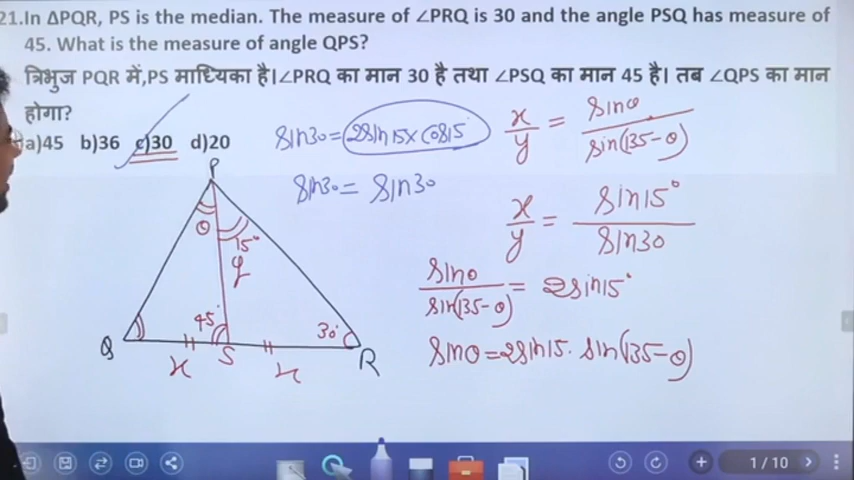 21.In ΔPQR, PS is the median. The measure of ∠PRQ is 30 and the angle PSQ has measure of
45. What is the measure of angle QPS?
त्रिभुज PQR में,PS माध्यिका है।∠PRQ का मान 30 है तथा ∠PSQ का मान 45 है। तब ∠QPS का मान
होगा?
a)45 b)36 c)30 d)20
sin30= 2sin15×cos15
sin30= sin30
x/y = sinθ/sin(135-θ)
x/y = sin15°/sin30
sinθ/sin(135-θ) = 2sin15°
sinθ=2sin15. sin(135-θ)
P
θ
15°
y
45°
30°
Q
S
R
x
x
1/10